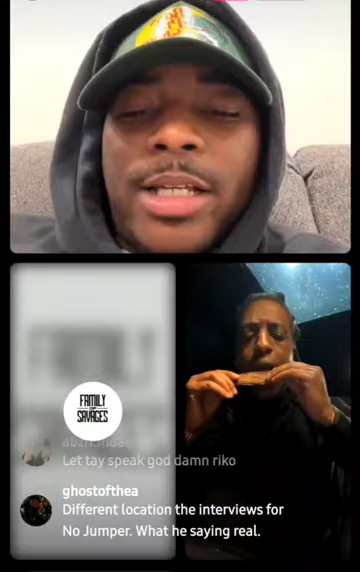 FAMILY
OF
SAVAGES
Let tay speak god damn riko
ghostofthea
Different location the interviews for
No Jumper. What he saying real.